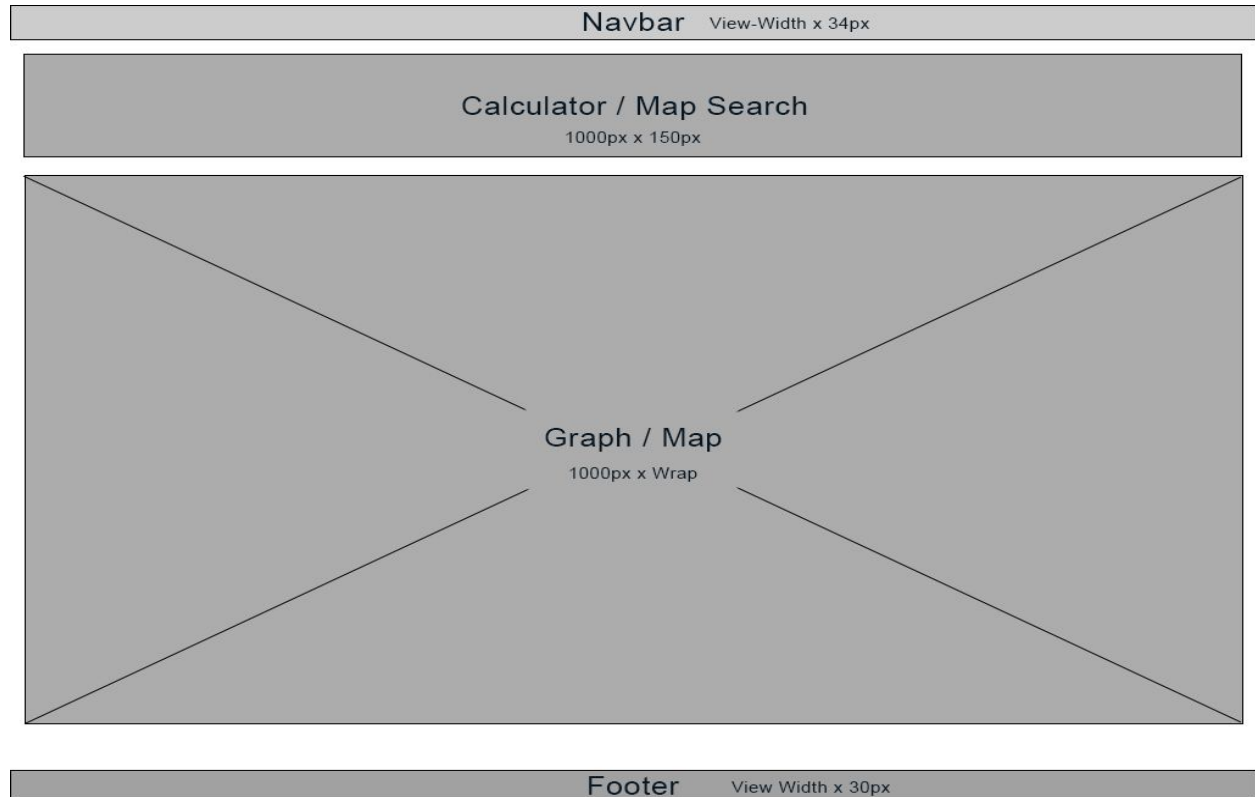 Navbar View-Width x 34px
Calculator / Map Search
1000px x 150px
Graph / Map
1000px x Wrap
Footer View Width x 30px